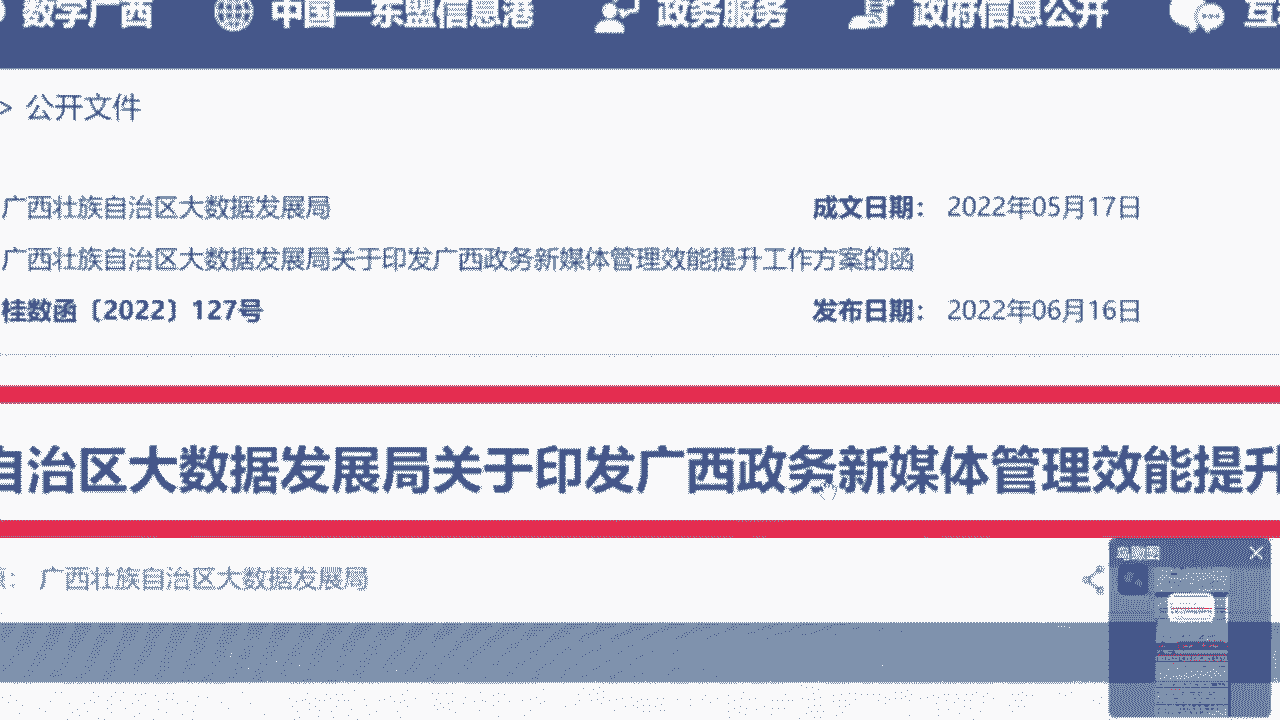 数字广西 中国—东盟信息港 政务服务 政府信息公开 互
> 公开文件
广西壮族自治区大数据发展局 成文日期： 2022年05月17日
广西壮族自治区大数据发展局关于印发广西政务新媒体管理效能提升工作方案的函
桂数函〔2022〕127号 发布日期： 2022年06月16日
自治区大数据发展局关于印发广西政务新媒体管理效能提升
： 广西壮族自治区大数据发展局